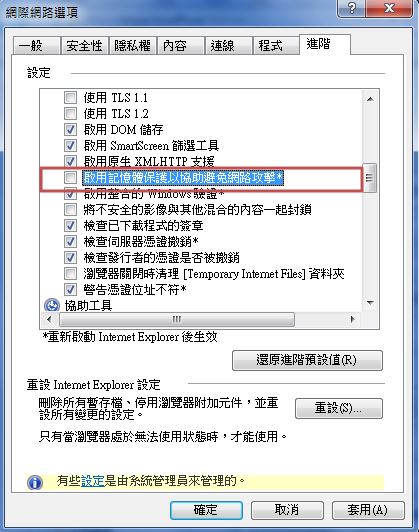 網際網路選項
一般 安全性 隱私權 內容 連線 程式 進階
設定
使用 TLS 1.1
使用 TLS 1.2
啟用 DOM 儲存
啟用 SmartScreen 篩選工具
啟用原生 XMLHTTP 支援
啟用記憶體保護以協助避免網路攻擊*
啟用整合的 Windows 驗證*
將不安全的影像與其他混合的內容一起封鎖
檢查已下載程式的簽章
檢查伺服器憑證撤銷*
檢查發行者的憑證是否被撤銷
瀏覽器關閉時清理 [Temporary Internet Files] 資料夾
警告憑證位址不符*
協助工具
*重新啟動 Internet Explorer 後生效
還原進階預設值(R)
重設 Internet Explorer 設定
刪除所有暫存檔、停用瀏覽器附加元件，並重
設所有變更的設定。
重設(S)...
只有當瀏覽器處於無法使用狀態時，才能使用。
有些設定是由系統管理員來管理的。
確定 取消 套用(A)